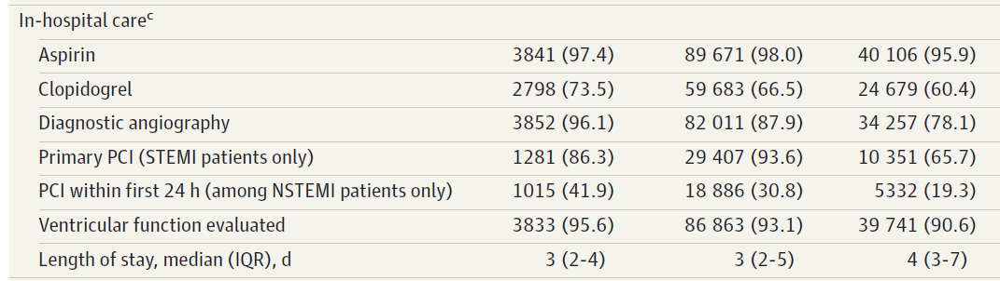 In-hospital careᶜ
Aspirin 3841 (97.4) 89 671 (98.0) 40 106 (95.9)
Clopidogrel 2798 (73.5) 59 683 (66.5) 24 679 (60.4)
Diagnostic angiography 3852 (96.1) 82 011 (87.9) 34 257 (78.1)
Primary PCI (STEMI patients only) 1281 (86.3) 29 407 (93.6) 10 351 (65.7)
PCI within first 24 h (among NSTEMI patients only) 1015 (41.9) 18 886 (30.8) 5332 (19.3)
Ventricular function evaluated 3833 (95.6) 86 863 (93.1) 39 741 (90.6)
Length of stay, median (IQR), d 3 (2-4) 3 (2-5) 4 (3-7)